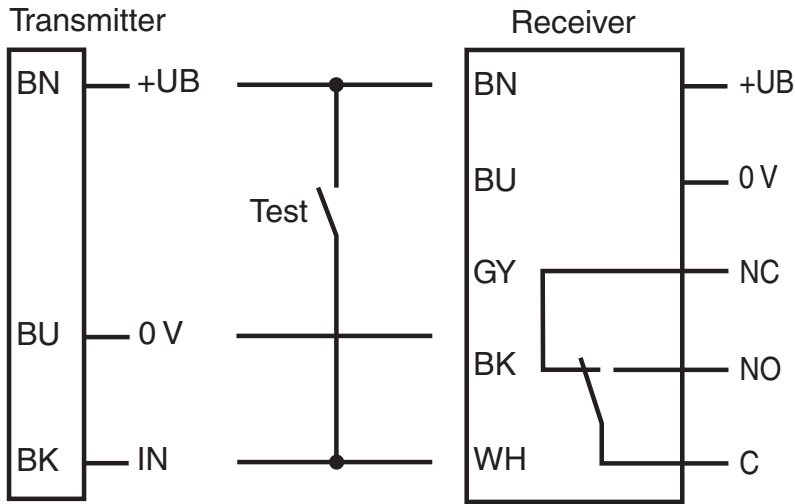 Transmitter
BN +UB
Test
BU 0 V
BK IN
Receiver
BN +UB
BU 0 V
GY NC
BK NO
WH C